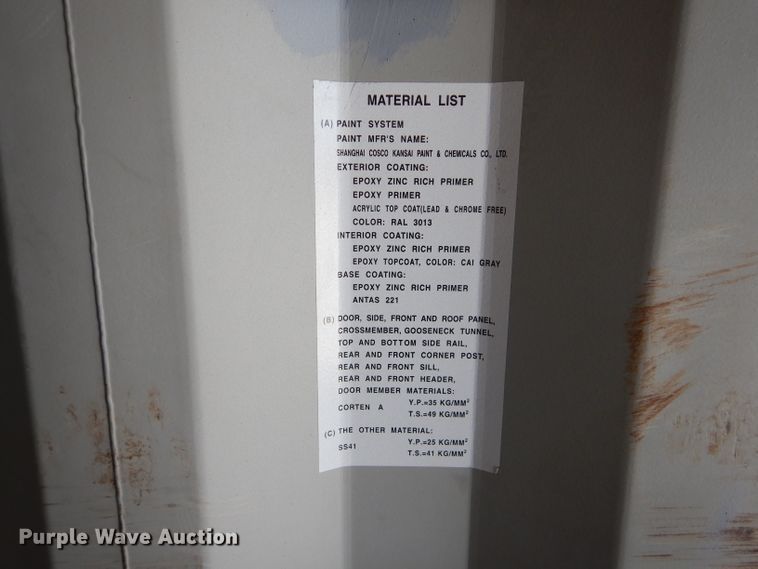 MATERIAL LIST
(A) PAINT SYSTEM
PAINT MFR'S NAME:
SHANGHAI COSCO KANSAI PAINT & CHEMICALS CO., LTD.
EXTERIOR COATING:
EPOXY ZINC RICH PRIMER
EPOXY PRIMER
ACRYLIC TOP COAT(LEAD & CHROME FREE)
COLOR: RAL 3013
INTERIOR COATING:
EPOXY ZINC RICH PRIMER
EPOXY TOPCOAT, COLOR: CAI GRAY
BASE COATING:
EPOXY ZINC RICH PRIMER
ANTAS 221
(B) DOOR, SIDE, FRONT AND ROOF PANEL,
CROSSMEMBER, GOOSENECK TUNNEL,
TOP AND BOTTOM SIDE RAIL,
REAR AND FRONT CORNER POST,
REAR AND FRONT SILL,
REAR AND FRONT HEADER,
DOOR MEMBER MATERIALS:
CORTEN A Y.P.=35 KG/MM²
T.S.=49 KG/MM²
(C) THE OTHER MATERIAL:
SS41 Y.P.=25 KG/MM²
T.S.=41 KG/MM²
Purple Wave Auction®